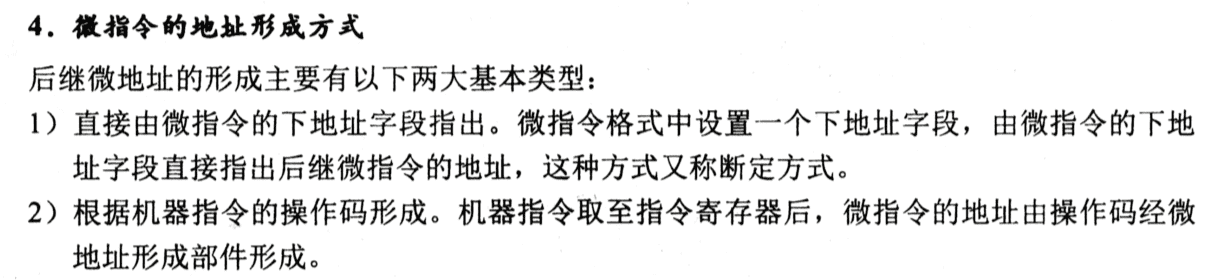 4. 微指令的地址形成方式
后继微地址的形成主要有以下两大基本类型：
1）直接由微指令的下地址字段指出。微指令格式中设置一个下地址字段，由微指令的下地
址字段直接指出后继微指令的地址，这种方式又称断定方式。
2）根据机器指令的操作码形成。机器指令取至指令寄存器后，微指令的地址由操作码经微
地址形成部件形成。